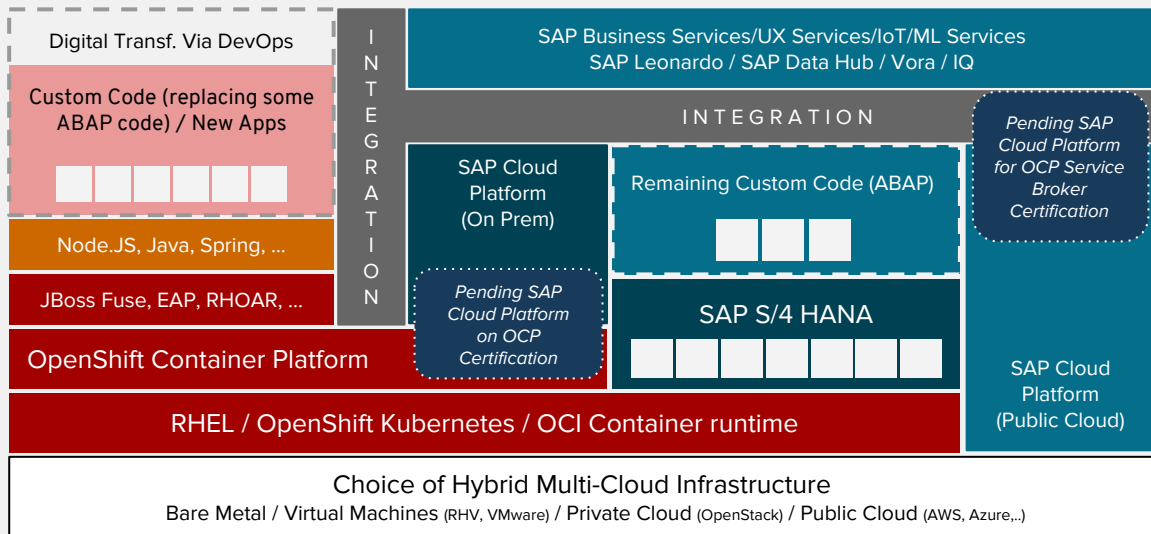 Digital Transf. Via DevOps
Custom Code (replacing some
ABAP code) / New Apps
Node.JS, Java, Spring, ...
JBoss Fuse, EAP, RHOAR, ...
OpenShift Container Platform
INTEGRATION
SAP Business Services/UX Services/IoT/ML Services
SAP Leonardo / SAP Data Hub / Vora / IQ
INTEGRATION
SAP Cloud
Platform
(On Prem)
Pending SAP
Cloud Platform
on OCP
Certification
Remaining Custom Code (ABAP)
SAP S/4 HANA
Pending SAP
Cloud Platform
for OCP Service
Broker
Certification
SAP Cloud
Platform
(Public Cloud)
RHEL / OpenShift Kubernetes / OCI Container runtime
Choice of Hybrid Multi-Cloud Infrastructure
Bare Metal / Virtual Machines (RHV, VMware) / Private Cloud (OpenStack) / Public Cloud (AWS, Azure,..)